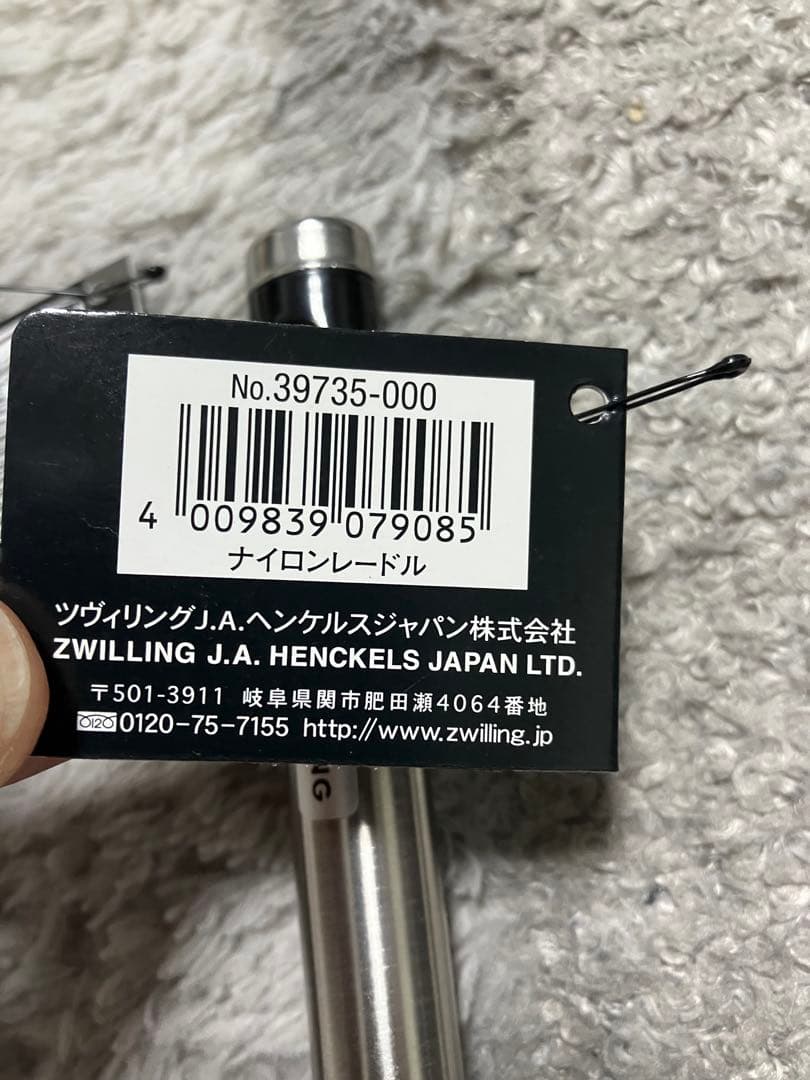 No.39735-000
4 009839 079085
ナイロンレードル
ツヴィリングJ.A.ヘンケルスジャパン株式会社
ZWILLING J.A. HENCKELS JAPAN LTD.
〒501-3911 岐阜県関市肥田瀬4064番地
0120-75-7155 http://www.zwilling.jp
NG